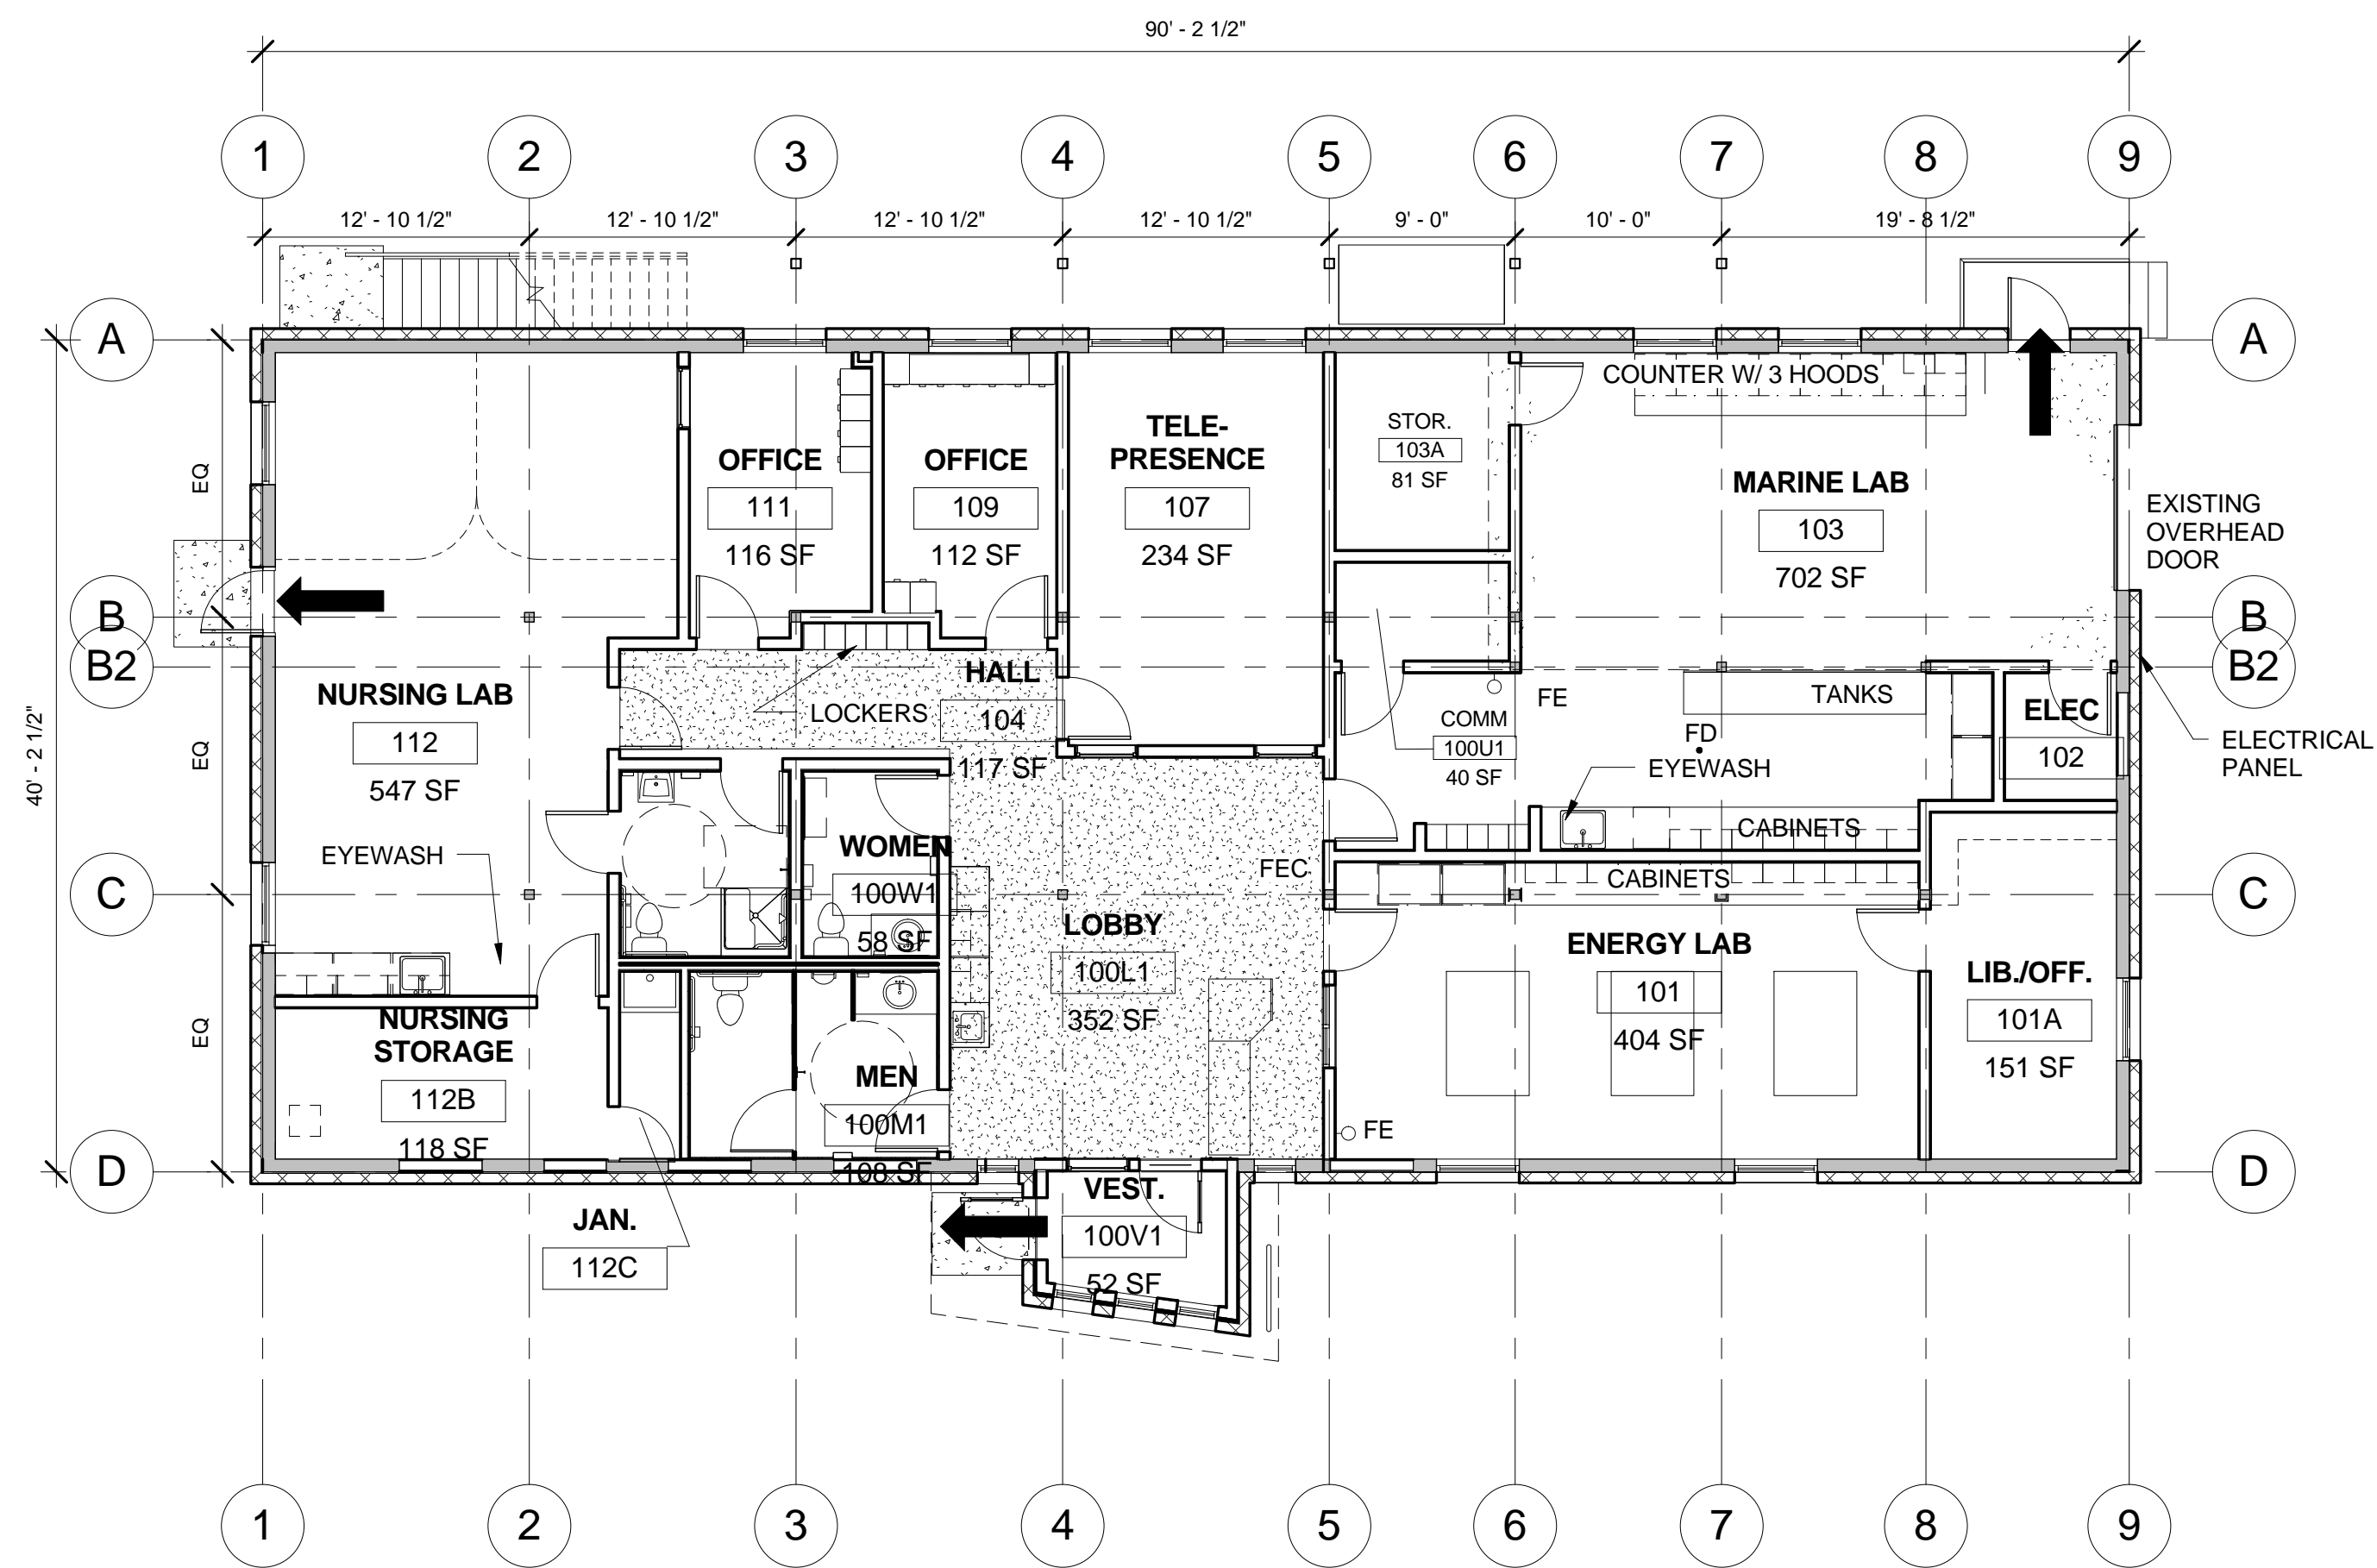 90' - 2 1/2"
1 2 3 4 5 6 7 8 9
12' - 10 1/2" 12' - 10 1/2" 12' - 10 1/2" 12' - 10 1/2" 9' - 0" 10' - 0" 19' - 8 1/2"
A A
COUNTER W/ 3 HOODS
STOR.
103A
81 SF
TELE-
PRESENCE
107
234 SF
OFFICE
111
116 SF
OFFICE
109
112 SF
MARINE LAB
103
702 SF
EXISTING
OVERHEAD
DOOR
EQ
B B
B2 B2
40' - 2 1/2"
NURSING LAB
112
547 SF
HALL
104
117 SF
LOCKERS
FE
TANKS
COMM
100U1
40 SF
FD
EYEWASH
ELEC
102
ELECTRICAL
PANEL
EQ
CABINETS
WOMEN
100W1
58 SF
EYEWASH
FEC
CABINETS
C C
LOBBY
100L1
352 SF
ENERGY LAB
101
404 SF
LIB./OFF.
101A
151 SF
EQ
NURSING
STORAGE
112B
118 SF
MEN
100M1
108 SF
FE
D D
VEST.
100V1
52 SF
JAN.
112C
1 2 3 4 5 6 7 8 9